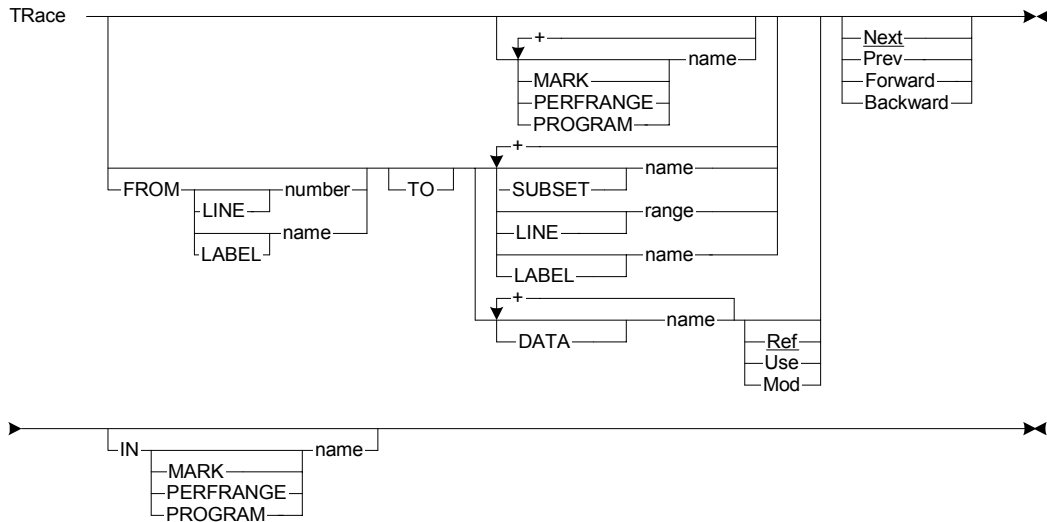 TRace
+
name
MARK
PERFRANGE
PROGRAM
Next
Prev
Forward
Backward
+
FROM
LINE
number
LABEL
name
TO
SUBSET
name
LINE
range
LABEL
name
+
DATA
name
Ref
Use
Mod
IN
MARK
PERFRANGE
PROGRAM
name